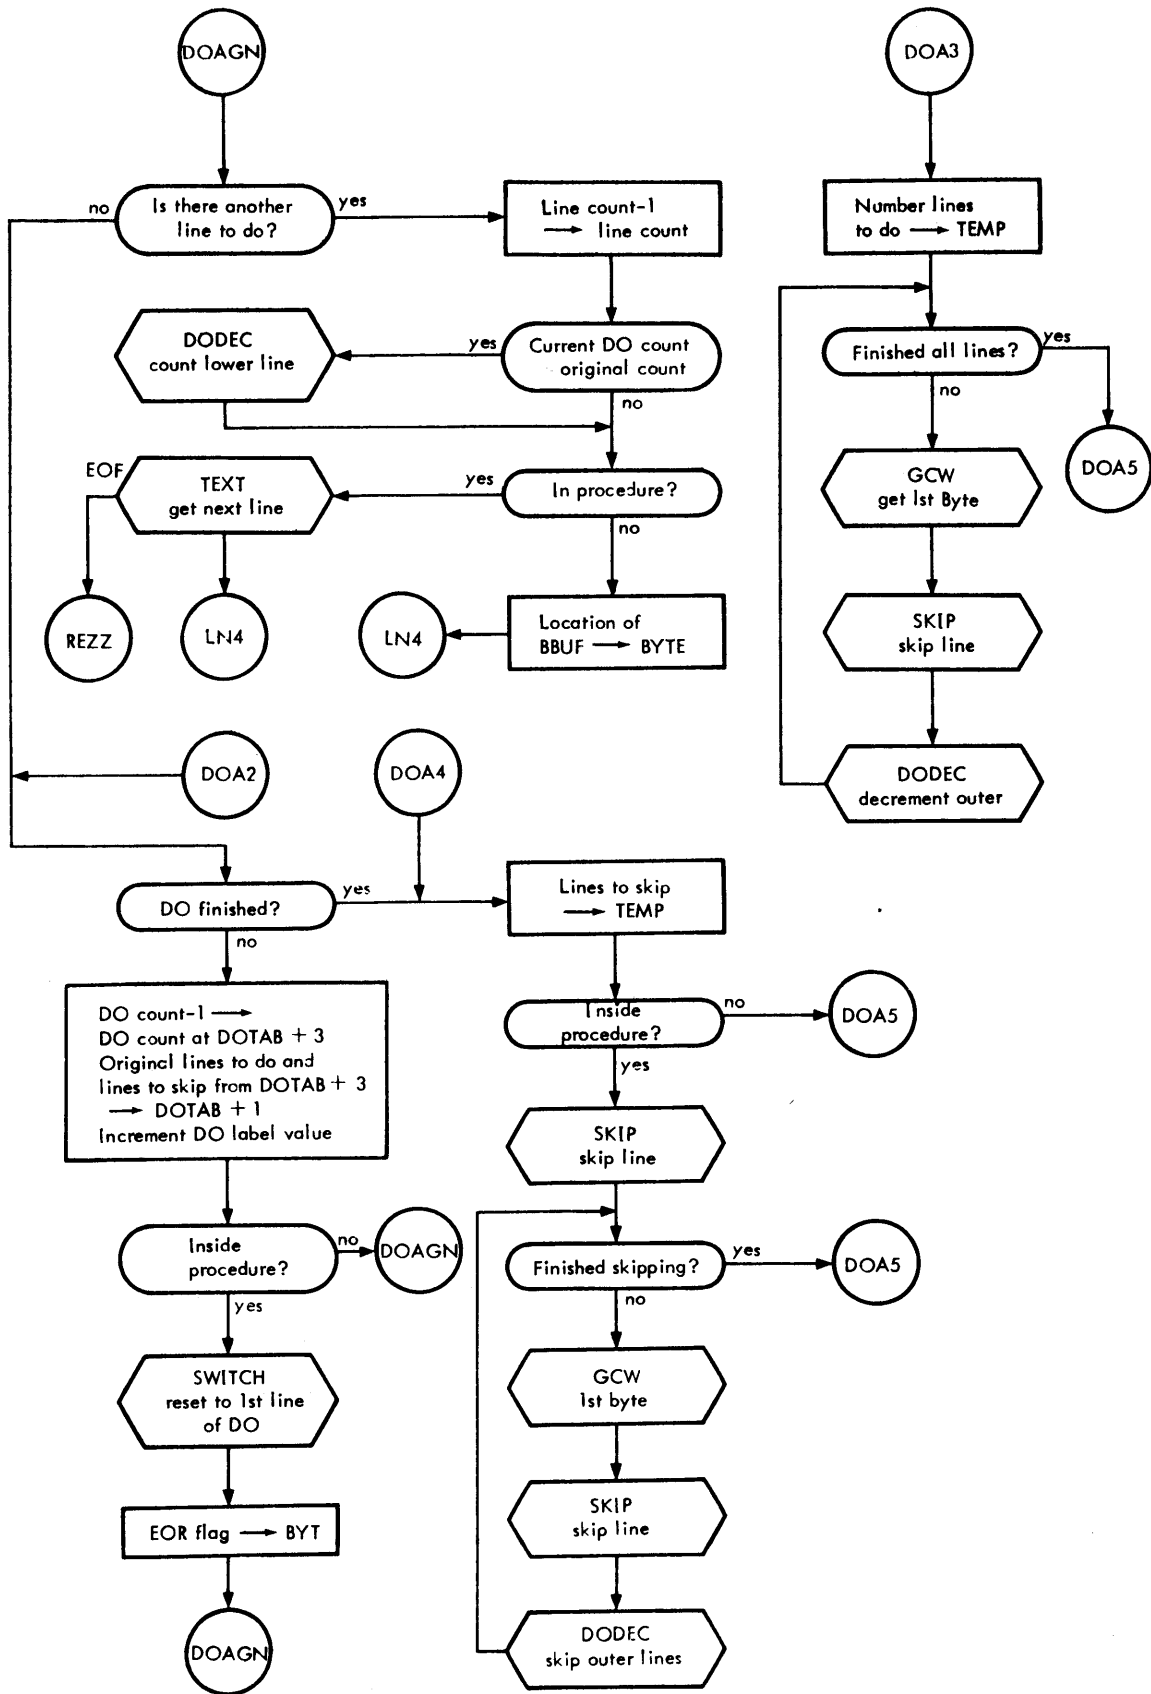 DOAGN
no
Is there another
line to do?
yes
Line count-1
→ line count
DODEC
count lower line
yes
Current DO count
original count
no
EOF
TEXT
get next line
yes
In procedure?
no
REZZ
LN4
LN4
Location of
BBUF → BYTE
DOA3
Number lines
to do → TEMP
Finished all lines?
yes
no
DOA5
GCW
get 1st Byte
SKIP
skip line
DODEC
decrement outer
DOA2
DOA4
DO finished?
yes
no
Lines to skip
→ TEMP
DO count-1 →
DO count at DOTAB + 3
Original lines to do and
lines to skip from DOTAB + 3
→ DOTAB + 1
Increment DO label value
Inside
procedure?
no
DOAGN
yes
SWITCH
reset to 1st line
of DO
EOR flag → BYT
DOAGN
Inside
procedure?
no
DOA5
yes
SKIP
skip line
Finished skipping?
yes
DOA5
no
GCW
1st byte
SKIP
skip line
DODEC
skip outer lines